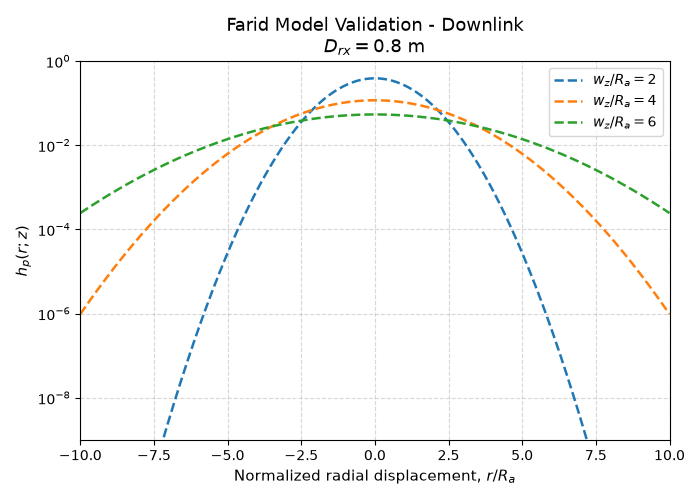 Farid Model Validation - Downlink
$D_{rx} = 0.8$ m
$h_p(r; z)$
$10^0$
$10^{-2}$
$10^{-4}$
$10^{-6}$
$10^{-8}$
$w_z/R_a = 2$
$w_z/R_a = 4$
$w_z/R_a = 6$
−10.0 −7.5 −5.0 −2.5 0.0 2.5 5.0 7.5 10.0
Normalized radial displacement, $r/R_a$